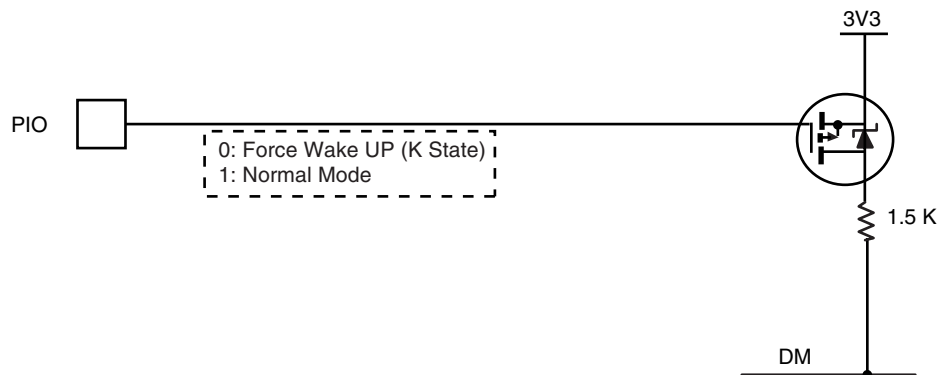 3V3
PIO
0: Force Wake UP (K State)
1: Normal Mode
1.5 K
DM